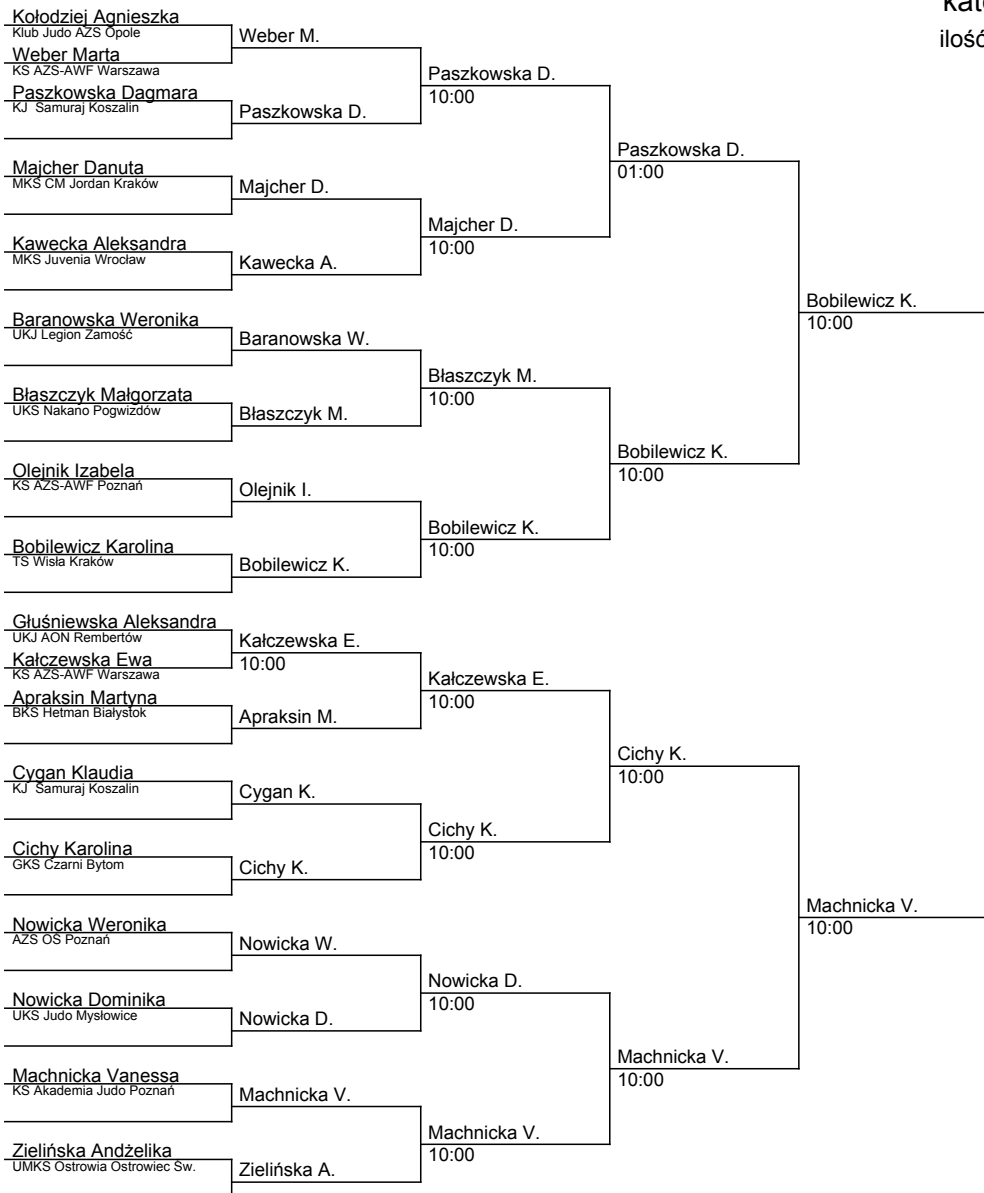 kate
ilość
Kołodziej Agnieszka
Klub Judo AZS Opole
Weber Marta
KS AZS-AWF Warszawa
Paszkowska Dagmara
KJ Samuraj Koszalin
Majcher Danuta
MKS CM Jordan Kraków
Kawecka Aleksandra
MKS Juvenia Wrocław
Baranowska Weronika
UKJ Legion Zamość
Błaszczyk Małgorzata
UKS Nakano Pogwizdów
Olejnik Izabela
KS AZS-AWF Poznań
Bobilewicz Karolina
TS Wisła Kraków
Głuśniewska Aleksandra
UKJ AON Rembertów
Kałczewska Ewa
KS AZS-AWF Warszawa
Apraksin Martyna
BKS Hetman Białystok
Cygan Klaudia
KJ Samuraj Koszalin
Cichy Karolina
GKS Czarni Bytom
Nowicka Weronika
AZS OŚ Poznań
Nowicka Dominika
UKS Judo Mysłowice
Machnicka Vanessa
KS Akademia Judo Poznań
Zielińska Andżelika
UMKS Ostrowia Ostrowiec Św.
Weber M.
Paszkowska D.
Majcher D.
Kawecka A.
Baranowska W.
Błaszczyk M.
Olejnik I.
Bobilewicz K.
Kałczewska E.
10:00
Apraksin M.
Cygan K.
Cichy K.
Nowicka W.
Nowicka D.
Machnicka V.
Zielińska A.
Paszkowska D.
10:00
Majcher D.
10:00
Błaszczyk M.
10:00
Bobilewicz K.
10:00
Kałczewska E.
10:00
Cichy K.
10:00
Nowicka D.
10:00
Machnicka V.
10:00
Paszkowska D.
01:00
Bobilewicz K.
10:00
Cichy K.
10:00
Machnicka V.
10:00
Bobilewicz K.
10:00
Machnicka V.
10:00